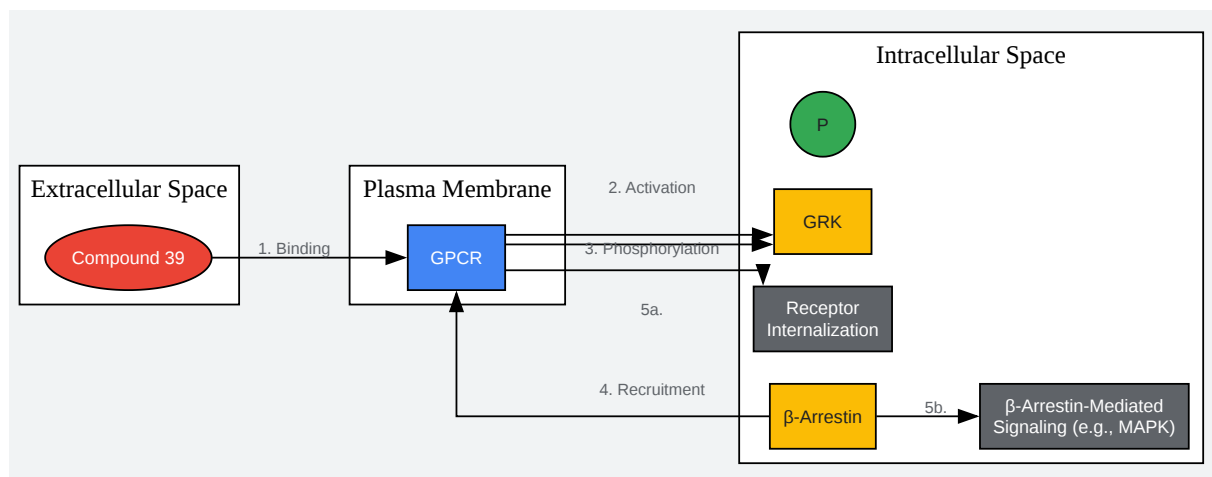 Intracellular Space
P
Extracellular Space
Plasma Membrane
2. Activation
GRK
Compound 39
1. Binding
GPCR
3. Phosphorylation
5a.
Receptor
Internalization
4. Recruitment
β-Arrestin
5b.
β-Arrestin-Mediated
Signaling (e.g., MAPK)